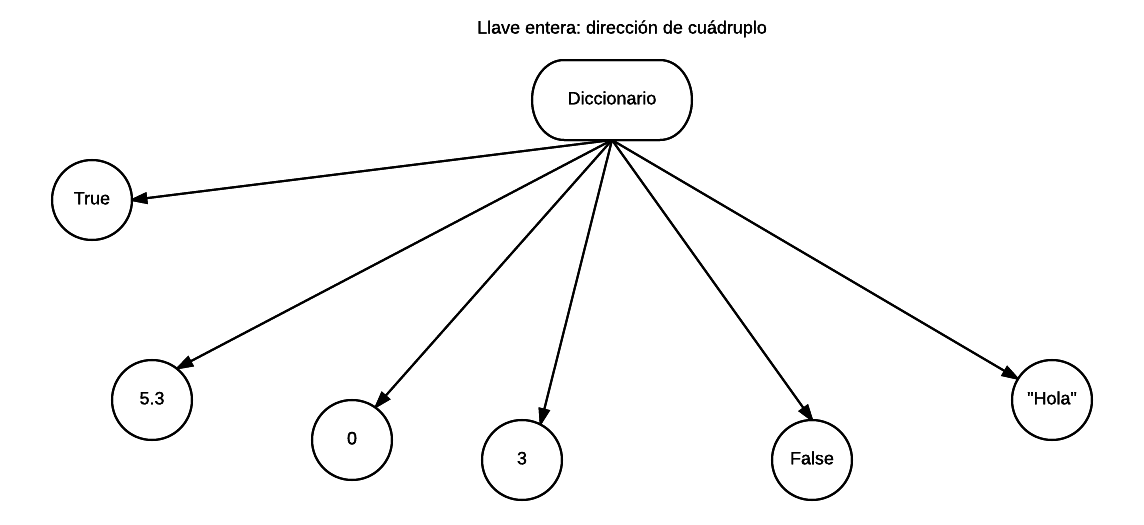 Llave entera: dirección de cuádruplo
Diccionario
True
5.3
0
3
False
"Hola"